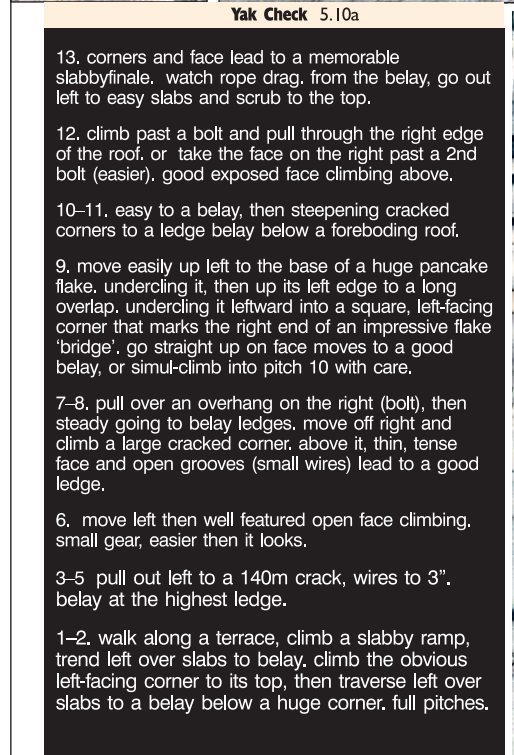 Yak Check 5.10a
13. corners and face lead to a memorable
slabbyfinale. watch rope drag. from the belay, go out
left to easy slabs and scrub to the top.
12. climb past a bolt and pull through the right edge
of the roof. or take the face on the right past a 2nd
bolt (easier). good exposed face climbing above.
10–11. easy to a belay, then steepening cracked
corners to a ledge belay below a foreboding roof.
9. move easily up left to the base of a huge pancake
flake. undercling it, then up its left edge to a long
overlap. undercling it leftward into a square, left-facing
corner that marks the right end of an impressive flake
‘bridge’. go straight up on face moves to a good
belay, or simul-climb into pitch 10 with care.
7–8. pull over an overhang on the right (bolt), then
steady going to belay ledges. move off right and
climb a large cracked corner. above it, thin, tense
face and open grooves (small wires) lead to a good
ledge.
6. move left then well featured open face climbing.
small gear, easier then it looks.
3–5 pull out left to a 140m crack, wires to 3”.
belay at the highest ledge.
1–2. walk along a terrace, climb a slabby ramp,
trend left over slabs to belay. climb the obvious
left-facing corner to its top, then traverse left over
slabs to a belay below a huge corner. full pitches.